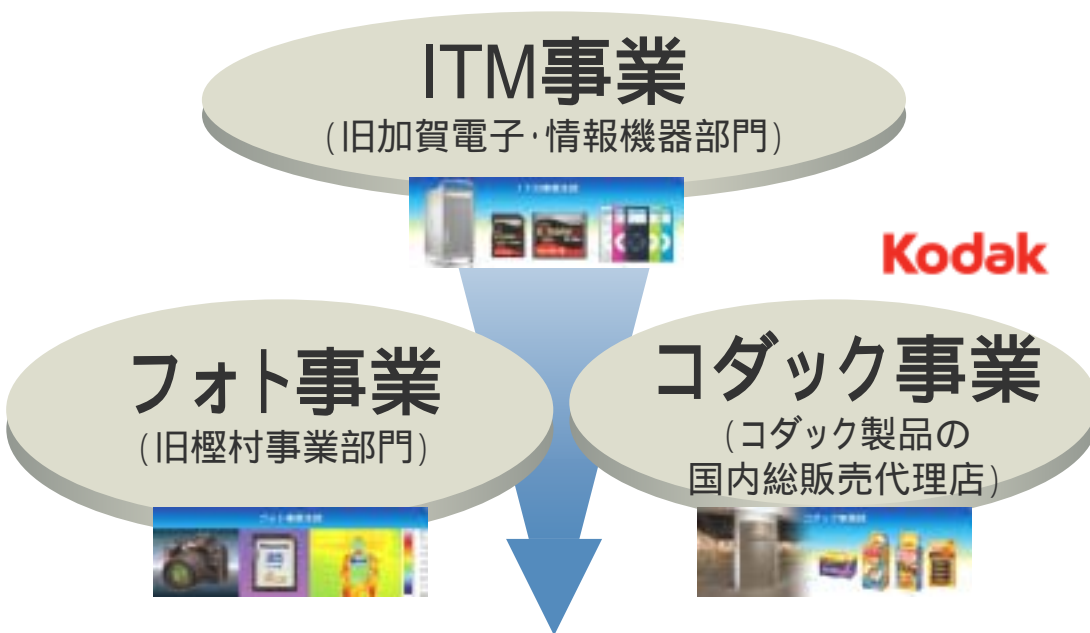 ITM事業
(旧加賀電子・情報機器部門)
Kodak
フォト事業
(旧樫村事業部門)
コダック事業
(コダック製品の
国内総販売代理店)